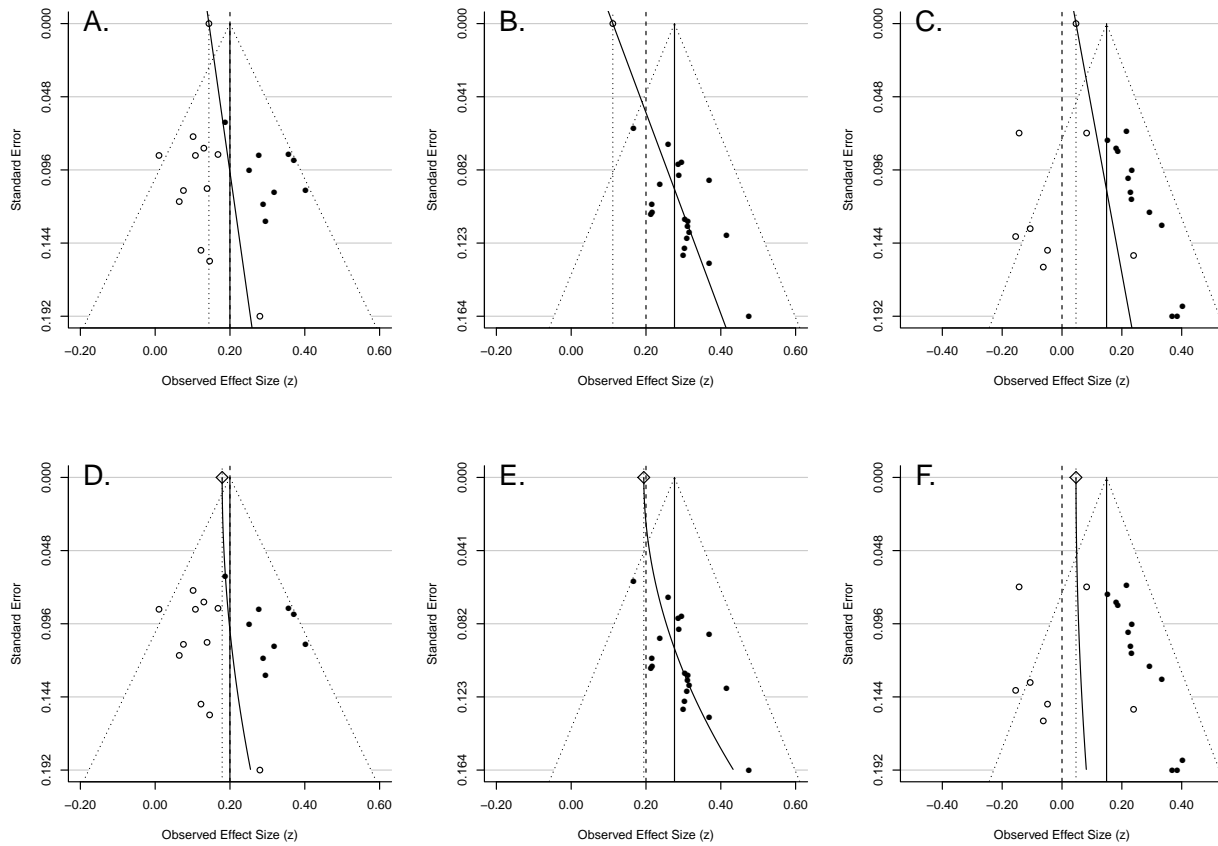 A.
0.000
0.048
0.096
0.144
0.192
Standard Error
−0.20 0.00 0.20 0.40 0.60
Observed Effect Size (z)
B.
0.000
0.041
0.082
0.123
0.164
Standard Error
−0.20 0.00 0.20 0.40 0.60
Observed Effect Size (z)
C.
0.000
0.048
0.096
0.144
0.192
Standard Error
−0.40 −0.20 0.00 0.20 0.40
Observed Effect Size (z)
D.
0.000
0.048
0.096
0.144
0.192
Standard Error
−0.20 0.00 0.20 0.40 0.60
Observed Effect Size (z)
E.
0.000
0.041
0.082
0.123
0.164
Standard Error
−0.20 0.00 0.20 0.40 0.60
Observed Effect Size (z)
F.
0.000
0.048
0.096
0.144
0.192
Standard Error
−0.40 −0.20 0.00 0.20 0.40
Observed Effect Size (z)